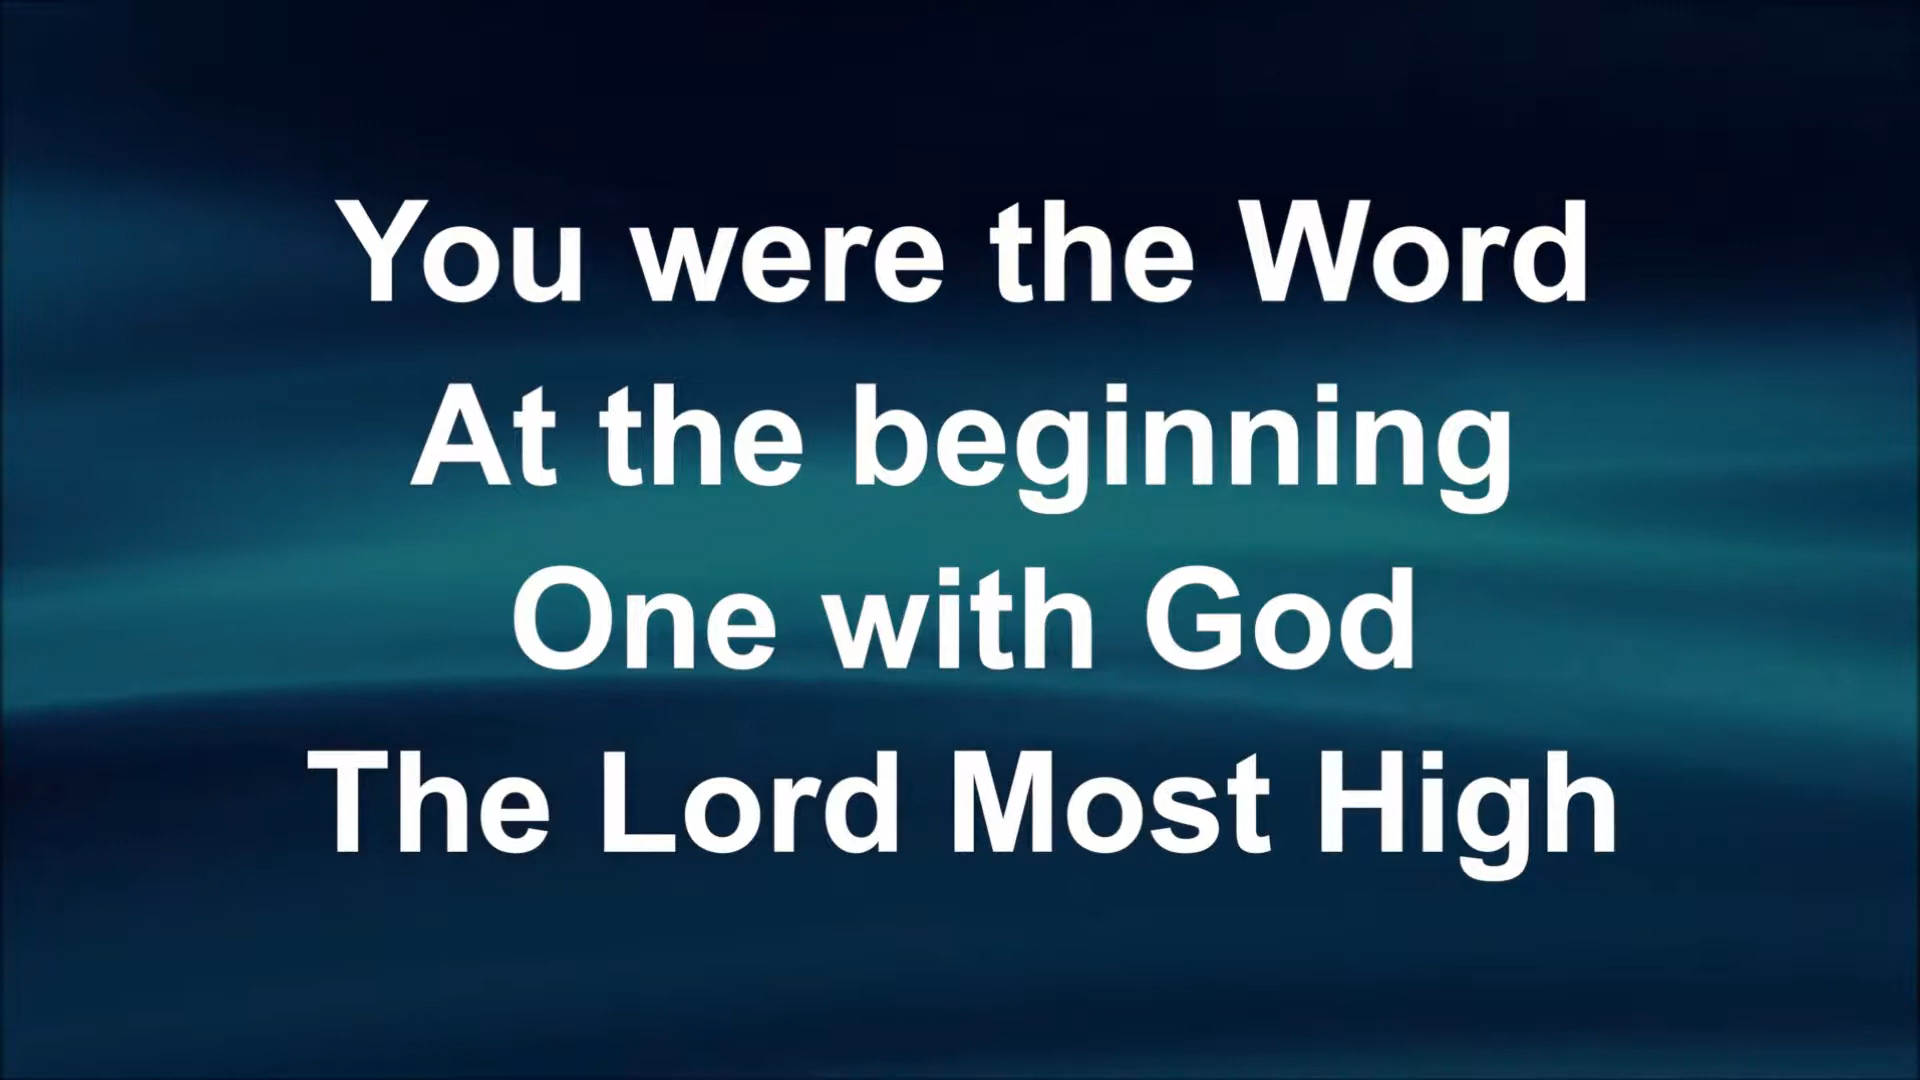 You were the Word
At the beginning
One with God
The Lord Most High